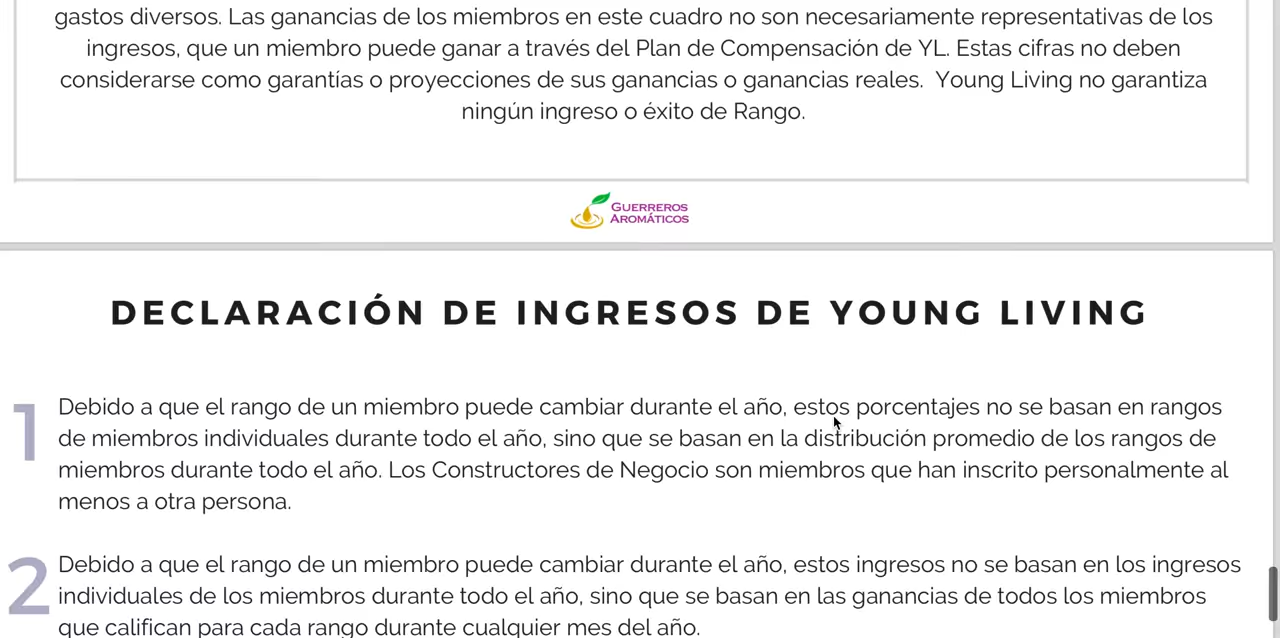 gastos diversos. Las ganancias de los miembros en este cuadro no son necesariamente representativas de los
ingresos, que un miembro puede ganar a través del Plan de Compensación de YL. Estas cifras no deben
considerarse como garantías o proyecciones de sus ganancias o ganancias reales.  Young Living no garantiza
ningún ingreso o éxito de Rango.
GUERREROS
AROMÁTICOS
DECLARACIÓN DE INGRESOS DE YOUNG LIVING
1
Debido a que el rango de un miembro puede cambiar durante el año, estos porcentajes no se basan en rangos
de miembros individuales durante todo el año, sino que se basan en la distribución promedio de los rangos de
miembros durante todo el año. Los Constructores de Negocio son miembros que han inscrito personalmente al
menos a otra persona.
2
Debido a que el rango de un miembro puede cambiar durante el año, estos ingresos no se basan en los ingresos
individuales de los miembros durante todo el año, sino que se basan en las ganancias de todos los miembros
que califican para cada rango durante cualquier mes del año.